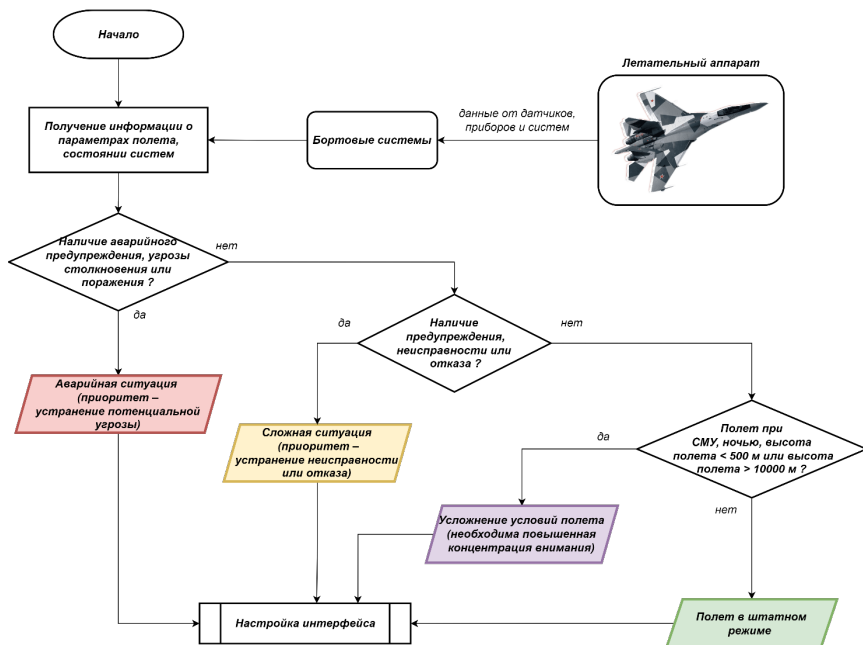 Начало
Летательный аппарат
Получение информации о
параметрах полета,
состоянии систем
Бортовые системы
данные от датчиков,
приборов и систем
Наличие аварийного
предупреждения, угрозы
столкновения или
поражения ?
нет
да
Наличие
предупреждения,
неисправности или
отказа ?
да
нет
Аварийная ситуация
(приоритет –
устранение потенциальной
угрозы)
Сложная ситуация
(приоритет –
устранение неисправности
или отказа)
Полет при
СМУ, ночью, высота
полета < 500 м или высота
полета > 10000 м ?
да
нет
Усложнение условий полета
(необходима повышенная
концентрация внимания)
Настройка интерфейса
Полет в штатном
режиме